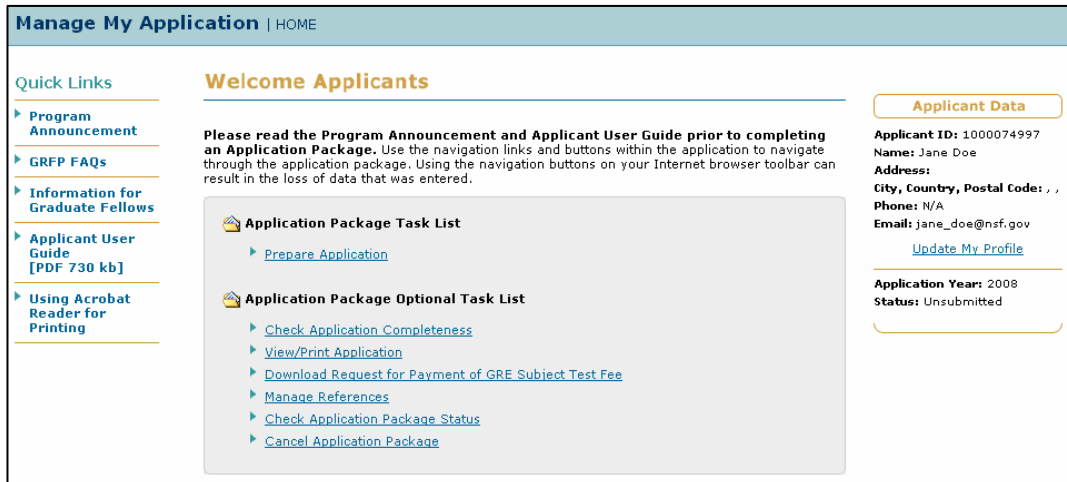 Manage My Application | HOME
Quick Links
Program
Announcement
GRFP FAQs
Information for
Graduate Fellows
Applicant User
Guide
[PDF 730 kb]
Using Acrobat
Reader for
Printing
Welcome Applicants
Please read the Program Announcement and Applicant User Guide prior to completing
an Application Package. Use the navigation links and buttons within the application to navigate
through the application package. Using the navigation buttons on your Internet browser toolbar can
result in the loss of data that was entered.
Application Package Task List
Prepare Application
Application Package Optional Task List
Check Application Completeness
View/Print Application
Download Request for Payment of GRE Subject Test Fee
Manage References
Check Application Package Status
Cancel Application Package
Applicant Data
Applicant ID: 1000074997
Name: Jane Doe
Address:
City, Country, Postal Code: , ,
Phone: N/A
Email: jane_doe@nsf.gov
Update My Profile
Application Year: 2008
Status: Unsubmitted